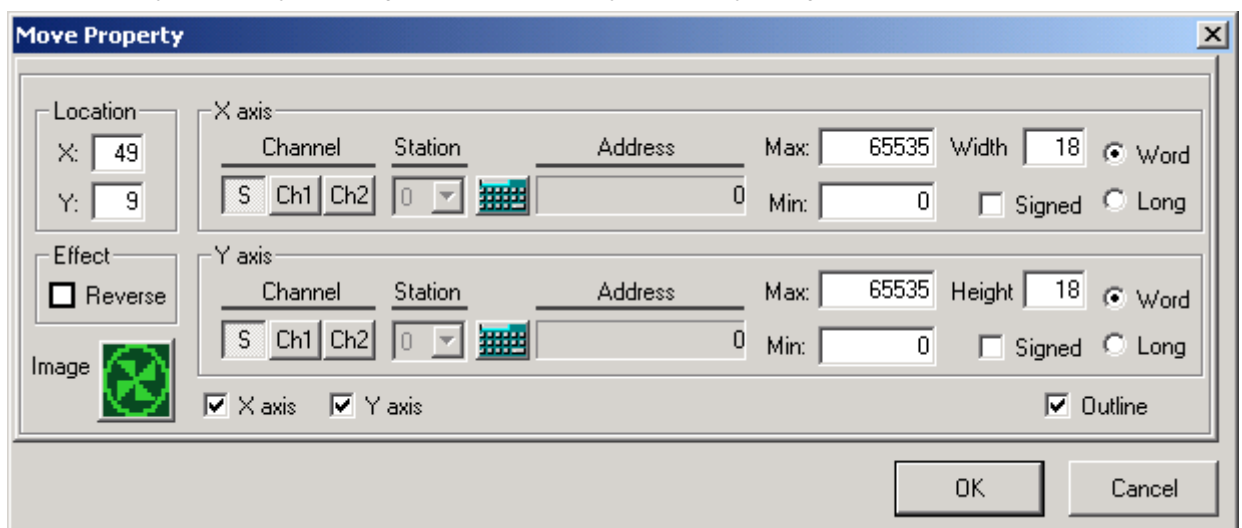 Move Property
Location
X: 49
Y: 9
X axis
Channel Station Address
S Ch1 Ch2 0 0
Max: 65535 Width 18 Word
Min: 0 Signed Long
Effect
Reverse
Y axis
Channel Station Address
S Ch1 Ch2 0 0
Max: 65535 Height 18 Word
Min: 0 Signed Long
Image
X axis Y axis Outline
OK Cancel